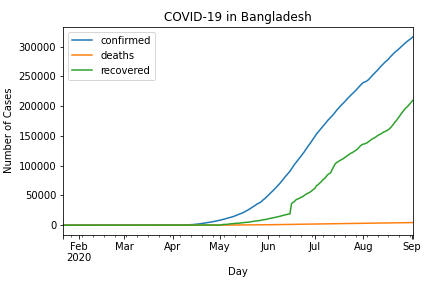 COVID-19 in Bangladesh
confirmed
deaths
recovered
300000
250000
200000
150000
100000
50000
0
Number of Cases
Feb Mar Apr May Jun Jul Aug Sep
2020
Day